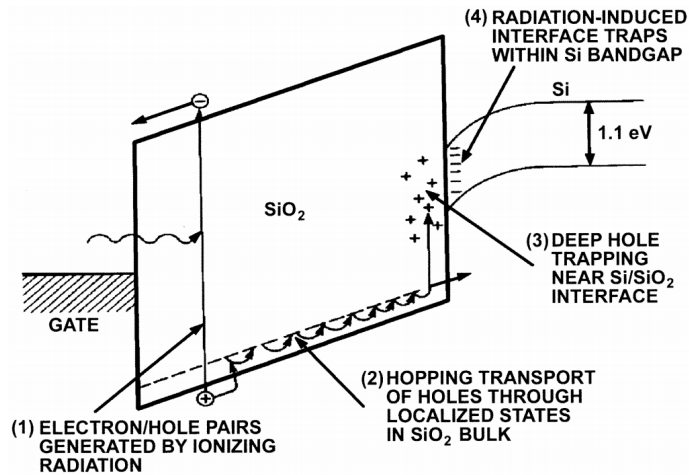 (4) RADIATION-INDUCED
INTERFACE TRAPS
WITHIN Si BANDGAP
Si
1.1 eV
SiO₂
(3) DEEP HOLE
TRAPPING
NEAR Si/SiO₂
INTERFACE
GATE
(2) HOPPING TRANSPORT
OF HOLES THROUGH
LOCALIZED STATES
IN SiO₂ BULK
(1) ELECTRON/HOLE PAIRS
GENERATED BY IONIZING
RADIATION